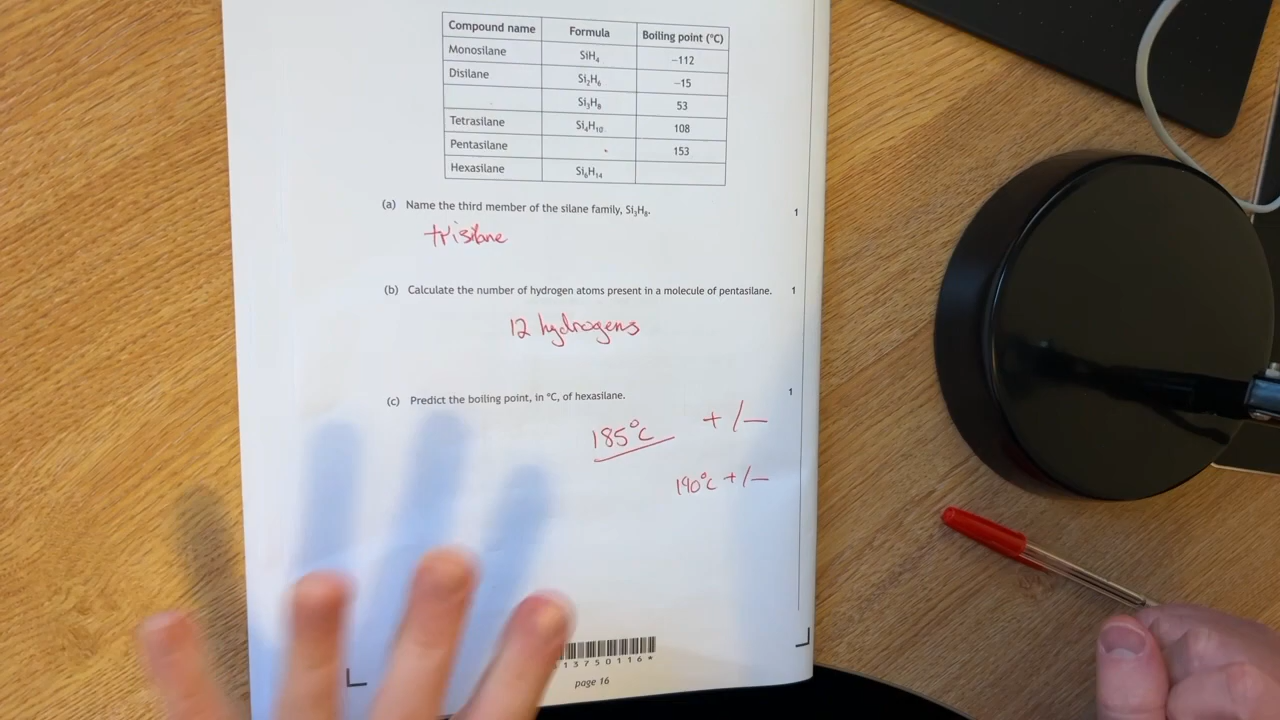 Compound name Formula Boiling point (°C)
Monosilane SiH₄ −112
Disilane Si₂H₆ −15
Si₃H₈ 53
Tetrasilane Si₄H₁₀ 108
Pentasilane 153
Hexasilane Si₆H₁₄
(a) Name the third member of the silane family, Si₃H₈. 1
trisilane
(b) Calculate the number of hydrogen atoms present in a molecule of pentasilane. 1
12 hydrogens
(c) Predict the boiling point, in °C, of hexasilane. 1
185°C +/−
190°C +/−
13750116*
page 16